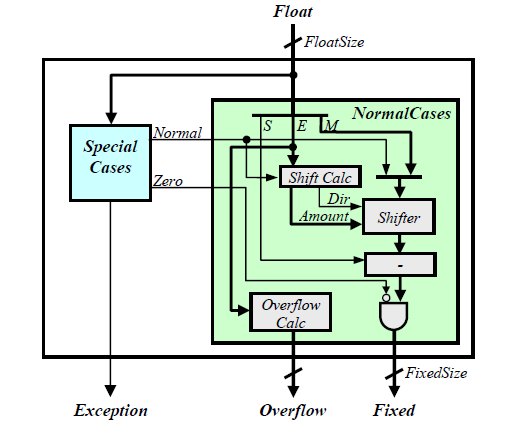 Float
FloatSize
NormalCases
S E M
Special
Cases
Normal
Zero
Shift Calc
Dir
Amount
Shifter
-
Overflow
Calc
FixedSize
Exception
Overflow
Fixed